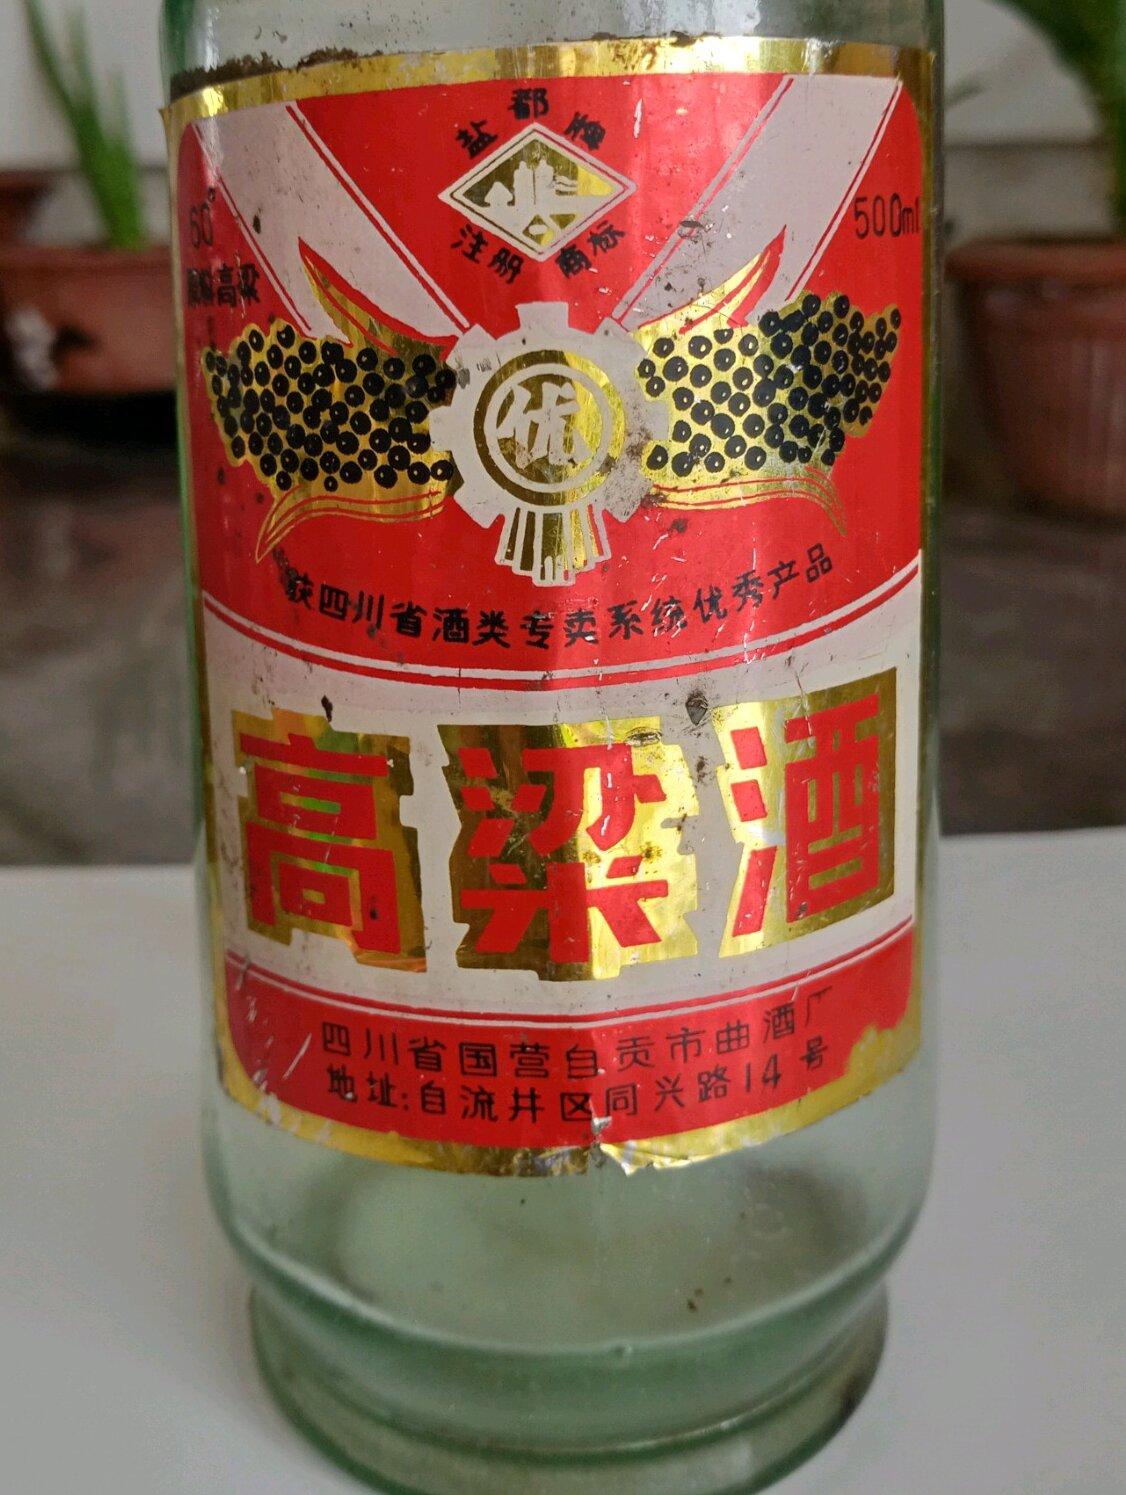 盐都香
注册 商标
60°
原料高粱
500ml
优
获四川省酒类专卖系统优秀产品
高粱酒
四川省国营自贡市曲酒厂
地址:自流井区同兴路14号